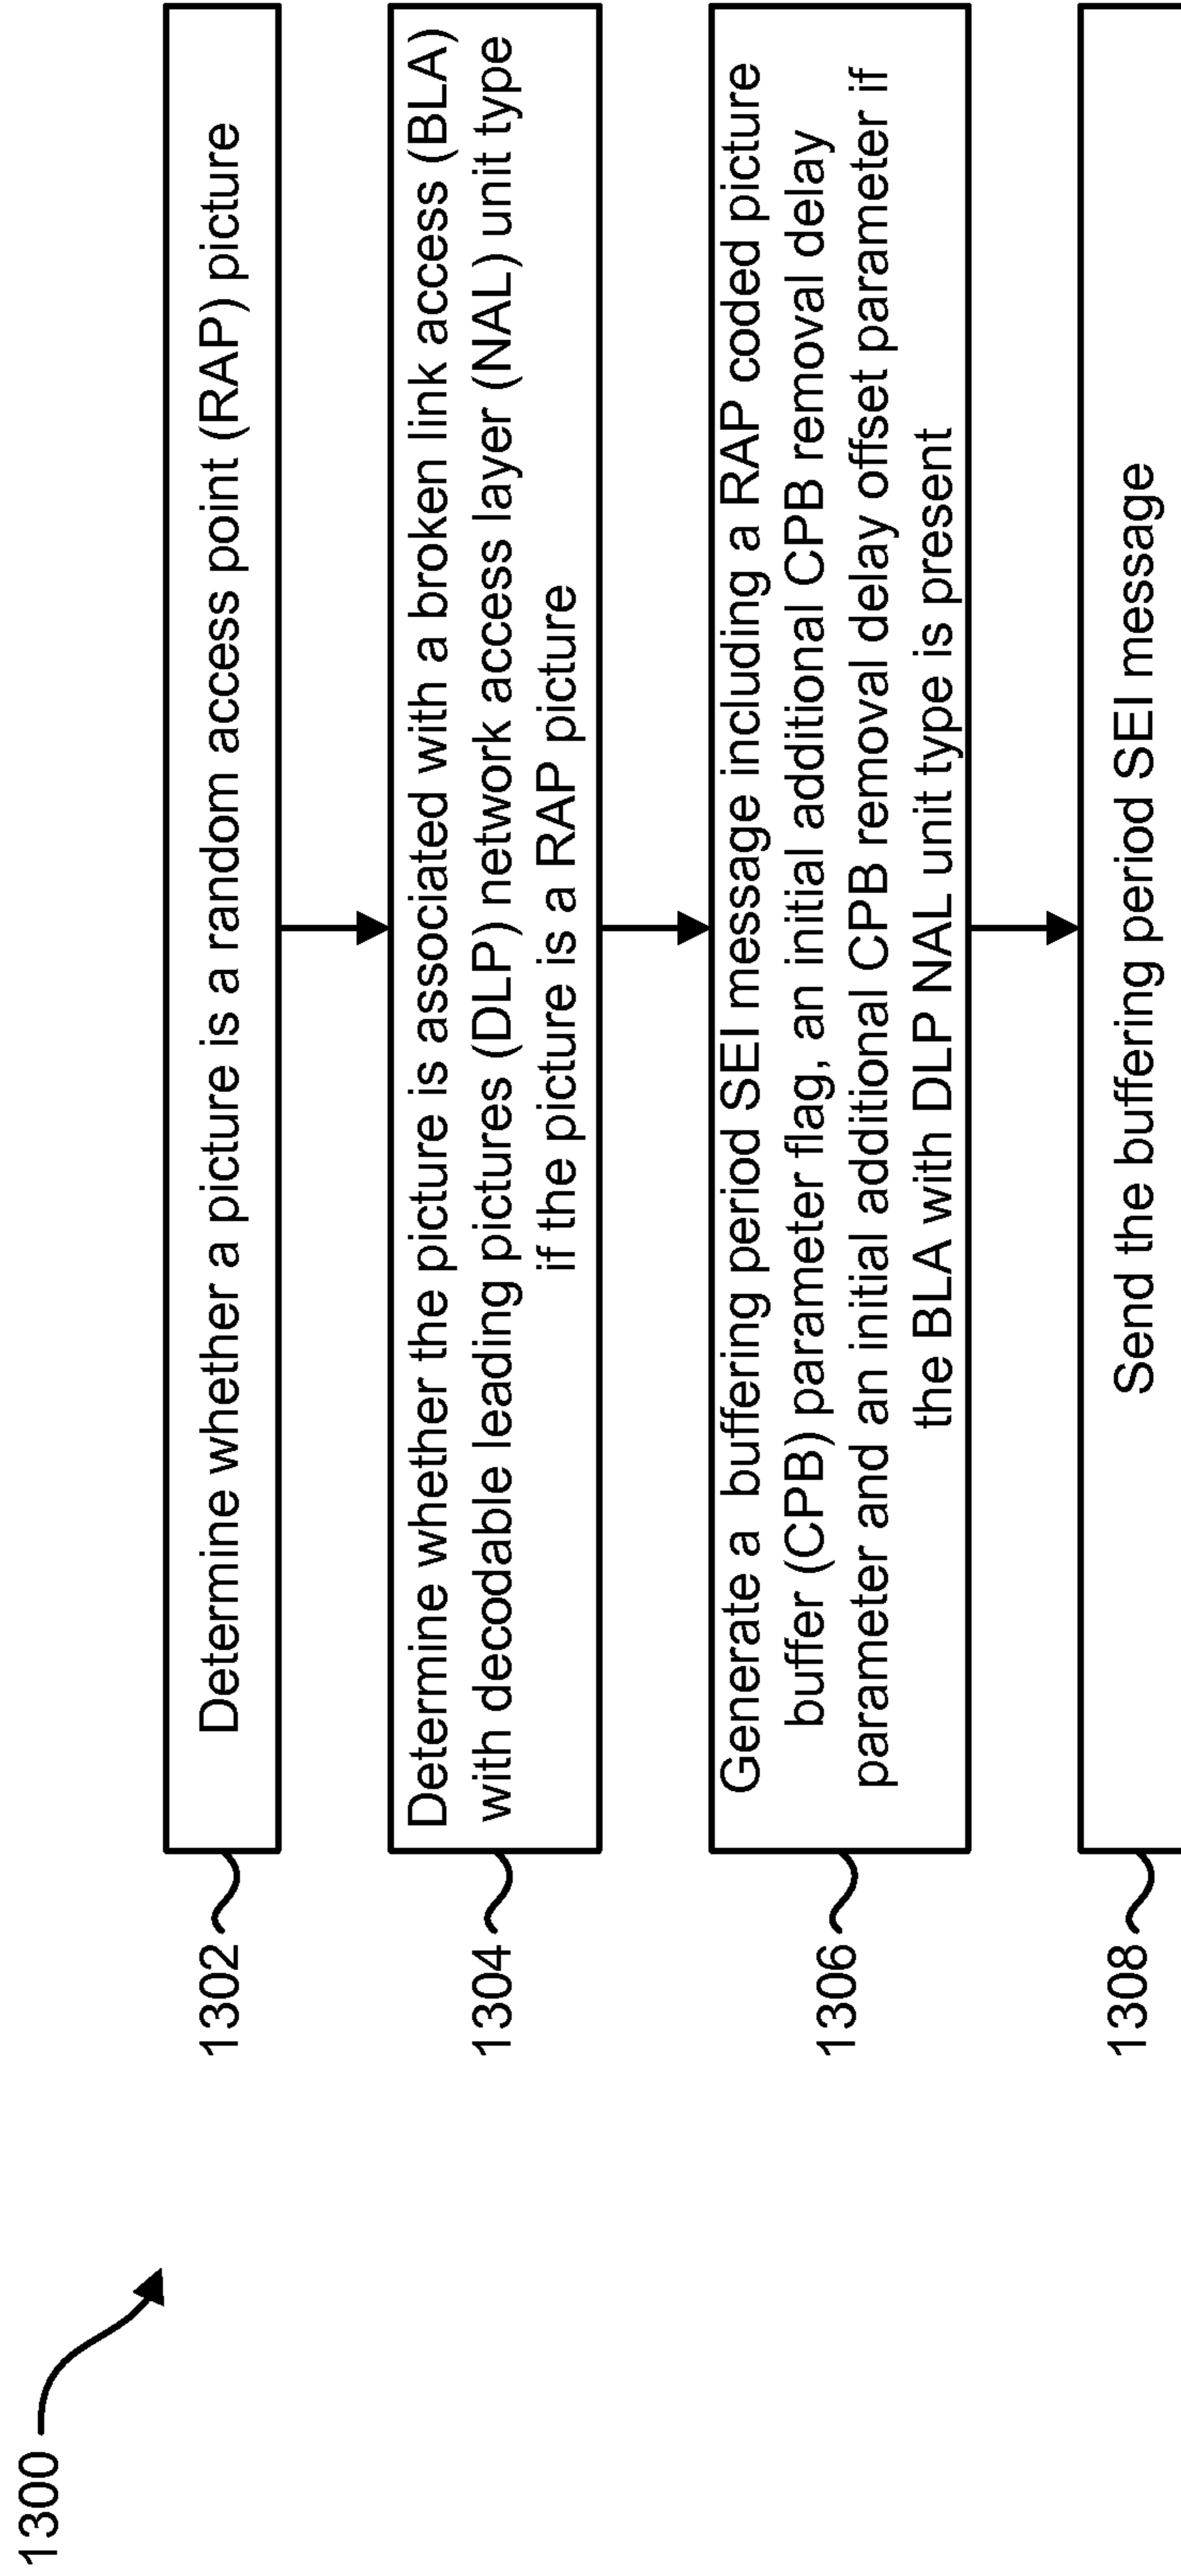 1300
1302
Determine whether a picture is a random access point (RAP) picture
1304
Determine whether the picture is associated with a broken link access (BLA)
with decodable leading pictures (DLP) network access layer (NAL) unit type
if the picture is a RAP picture
1306
Generate a buffering period SEI message including a RAP coded picture
buffer (CPB) parameter flag, an initial additional CPB removal delay
parameter and an initial additional CPB removal delay offset parameter if
the BLA with DLP NAL unit type is present
1308
Send the buffering period SEI message